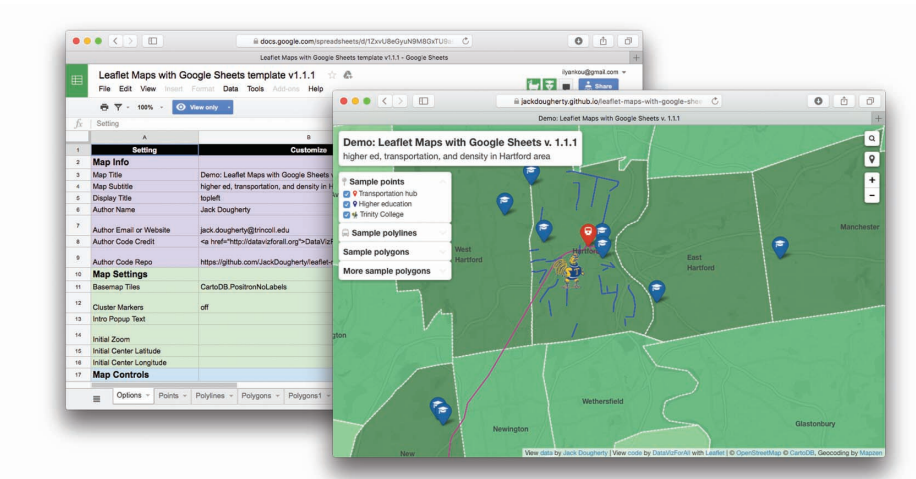 docs.google.com/spreadsheets/d/1ZxvU8eGyuN9M8GxTU9
Leaflet Maps with Google Sheets template v1.1.1 - Google Sheets
Leaflet Maps with Google Sheets template v1.1.1
ilyankou@gmail.com
File Edit View Insert Format Data Tools Add-ons Help
Share
100%
View only
fx Setting
A B
1 Setting Customize
2 Map Info
3 Map Title Demo: Leaflet Maps with Google Sheets v
4 Map Subtitle higher ed, transportation, and density in H
5 Display Title topleft
6 Author Name Jack Dougherty
7 Author Email or Website jack.dougherty@trincoll.edu
8 Author Code Credit <a href="http://datavizforall.org">DataVizF
9 Author Code Repo https://github.com/JackDougherty/leaflet-
10 Map Settings
11 Basemap Tiles CartoDB.PositronNoLabels
12 Cluster Markers off
13 Intro Popup Text
14 Initial Zoom
15 Initial Center Latitude
16 Initial Center Longitude
17 Map Controls
Options Points Polylines Polygons Polygons1
jackdougherty.github.io/leaflet-maps-with-google-shee
Demo: Leaflet Maps with Google Sheets v. 1.1.1
Demo: Leaflet Maps with Google Sheets v. 1.1.1
higher ed, transportation, and density in Hartford area
Sample points
Transportation hub
Higher education
Trinity College
Sample polylines
Sample polygons
More sample polygons
+
-
Manchester
West
Hartford
Hartford
East
Hartford
gton
Wethersfield
Newington
Glastonbury
New
View data by Jack Dougherty | View code by DataVizForAll with Leaflet | © OpenStreetMap © CartoDB, Geocoding by Mapzen